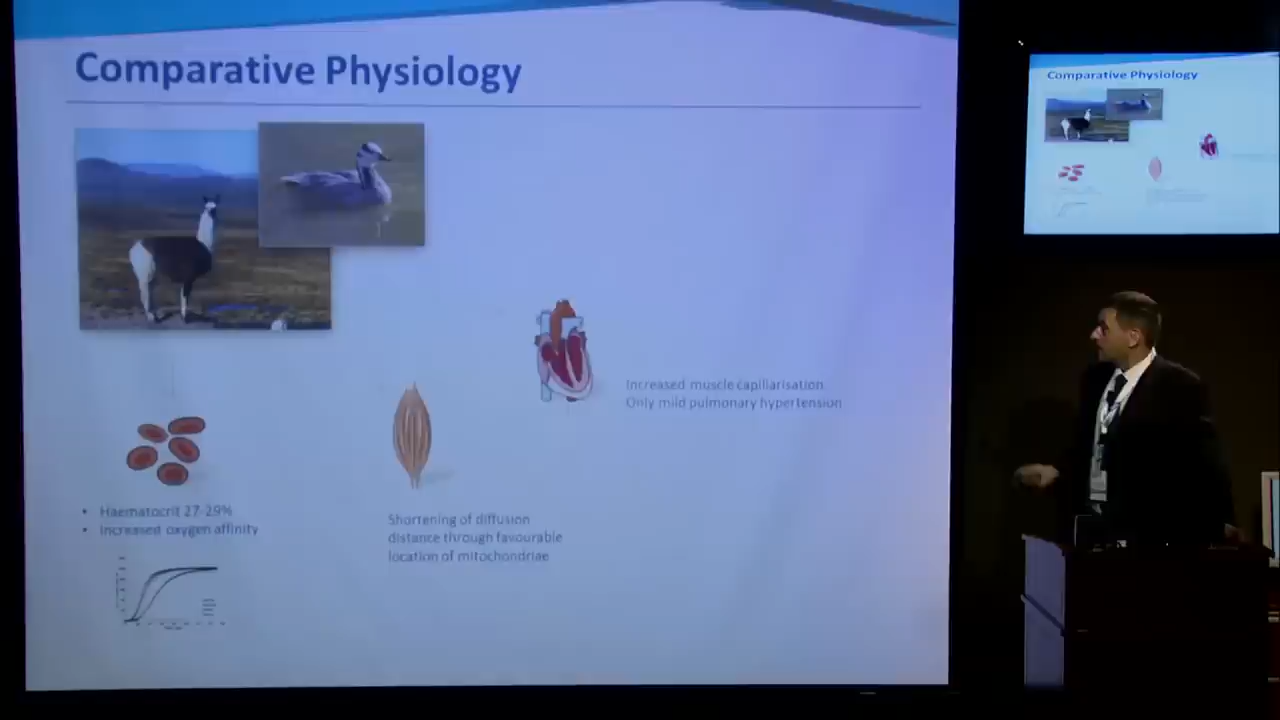 Comparative Physiology
Increased muscle capillarisation
Only mild pulmonary hypertension
• Haematocrit 27-29%
• Increased oxygen affinity
Shortening of diffusion
distance through favourable
location of mitochondriae
Comparative Physiology